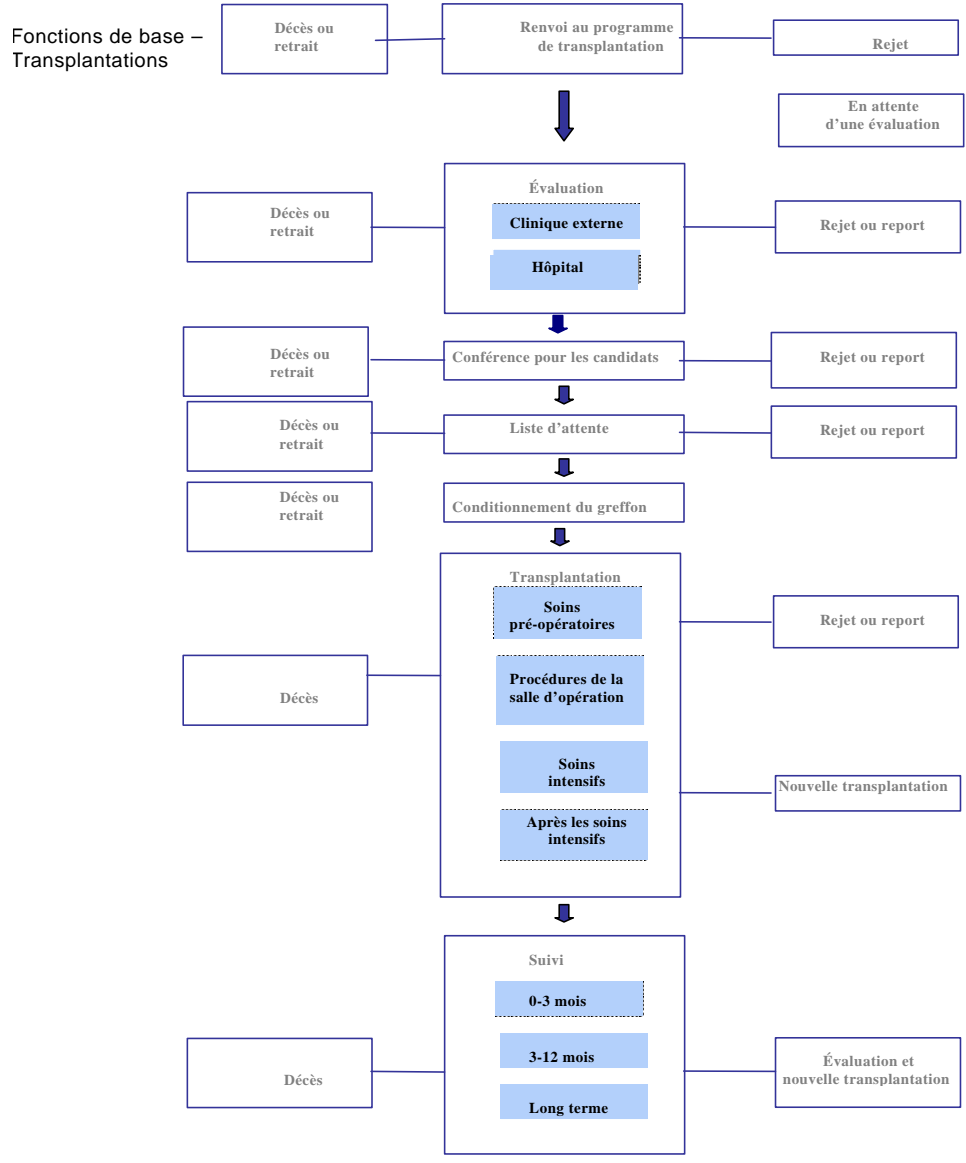 Fonctions de base –
Transplantations
Décès ou
retrait
Renvoi au programme
de transplantation
Rejet
En attente
d’une évaluation
Évaluation
Clinique externe
Hôpital
Décès ou
retrait
Rejet ou report
Décès ou
retrait
Conférence pour les candidats
Rejet ou report
Décès ou
retrait
Liste d’attente
Rejet ou report
Décès ou
retrait
Conditionnement du greffon
Transplantation
Soins
pré-opératoires
Rejet ou report
Procédures de la
salle d’opération
Décès
Soins
intensifs
Nouvelle transplantation
Après les soins
intensifs
Suivi
0-3 mois
3-12 mois
Long terme
Décès
Évaluation et
nouvelle transplantation